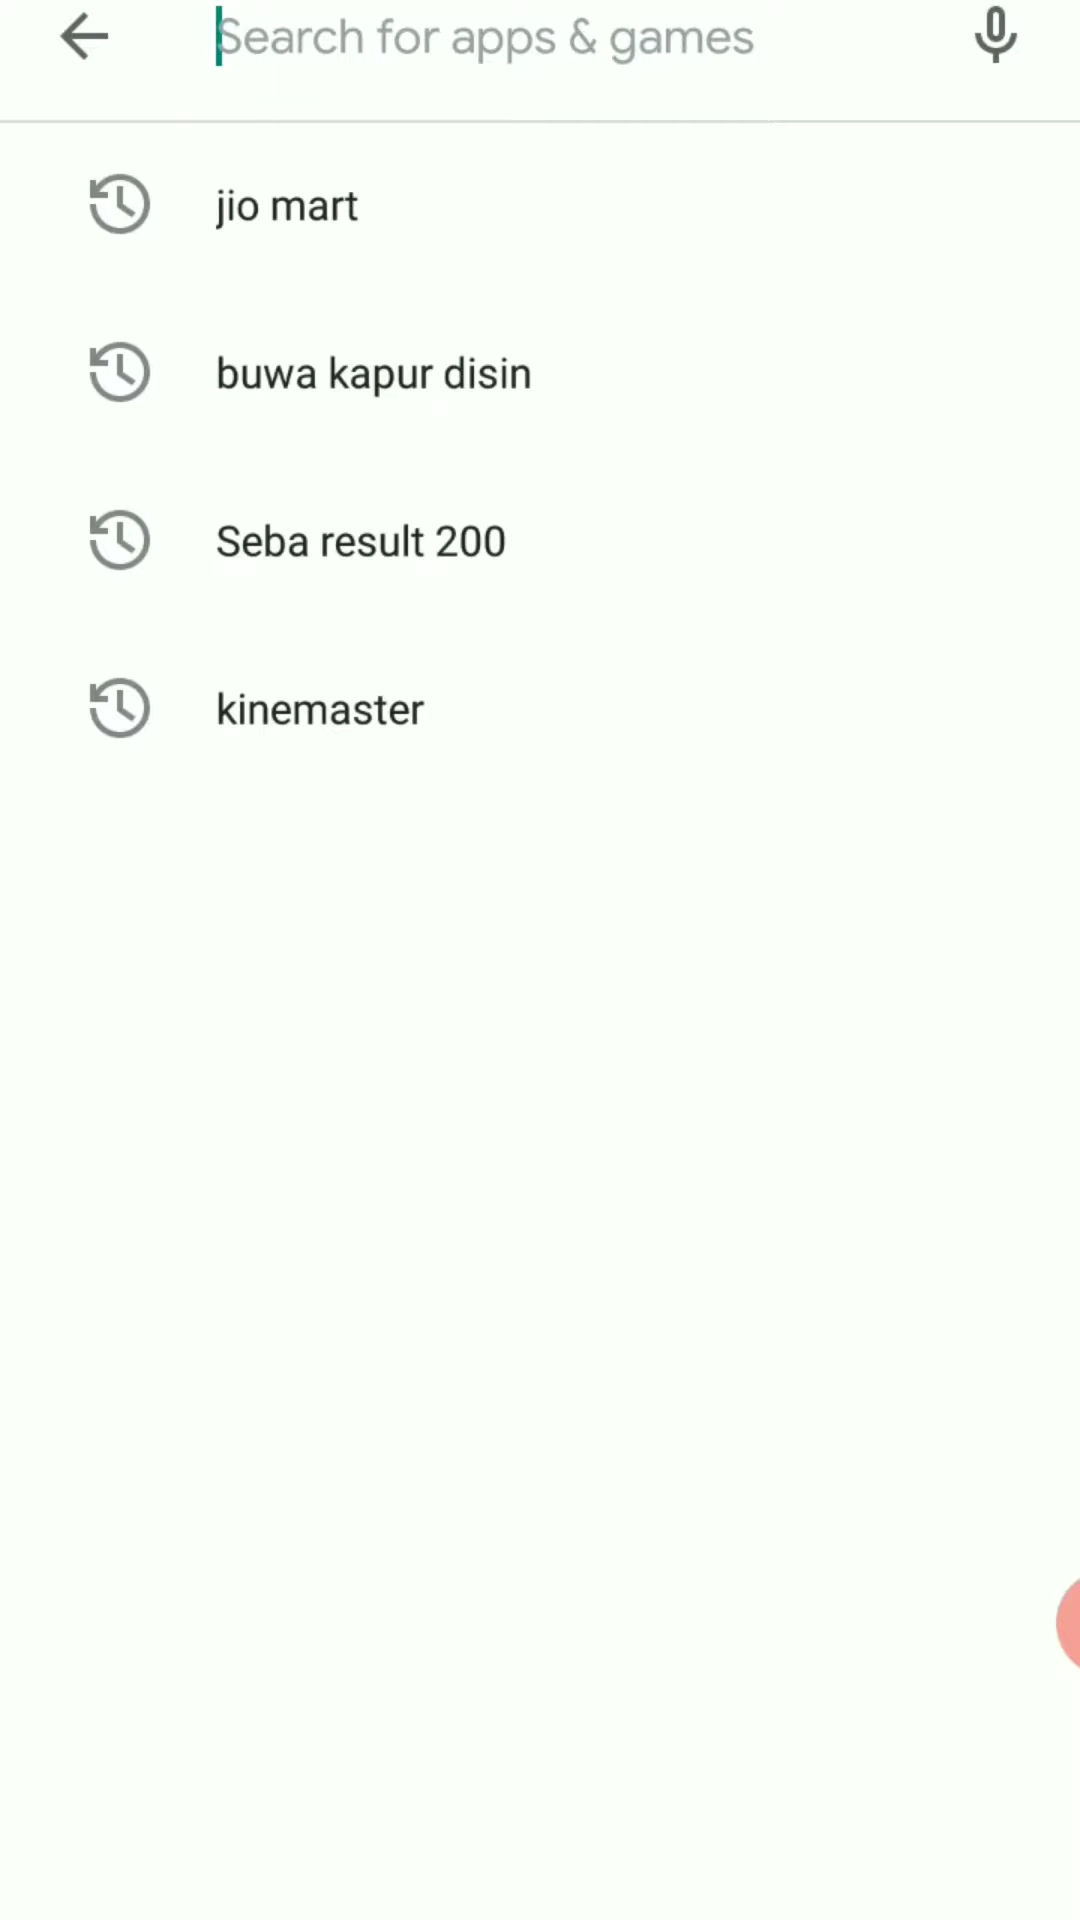 Search for apps & games
jio mart
buwa kapur disin
Seba result 200
kinemaster